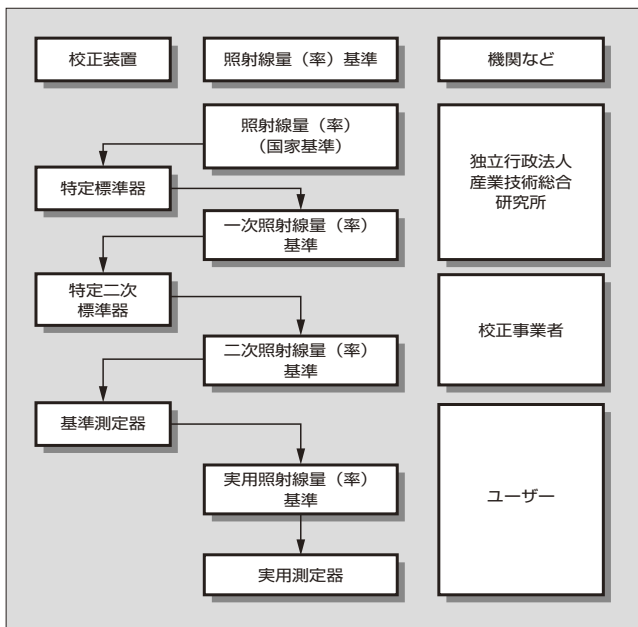 校正装置
照射線量（率）基準
機関など
照射線量（率）
（国家基準）
独立行政法人
産業技術総合
研究所
特定標準器
一次照射線量（率）
基準
特定二次
標準器
校正事業者
二次照射線量（率）
基準
基準測定器
実用照射線量（率）
基準
ユーザー
実用測定器